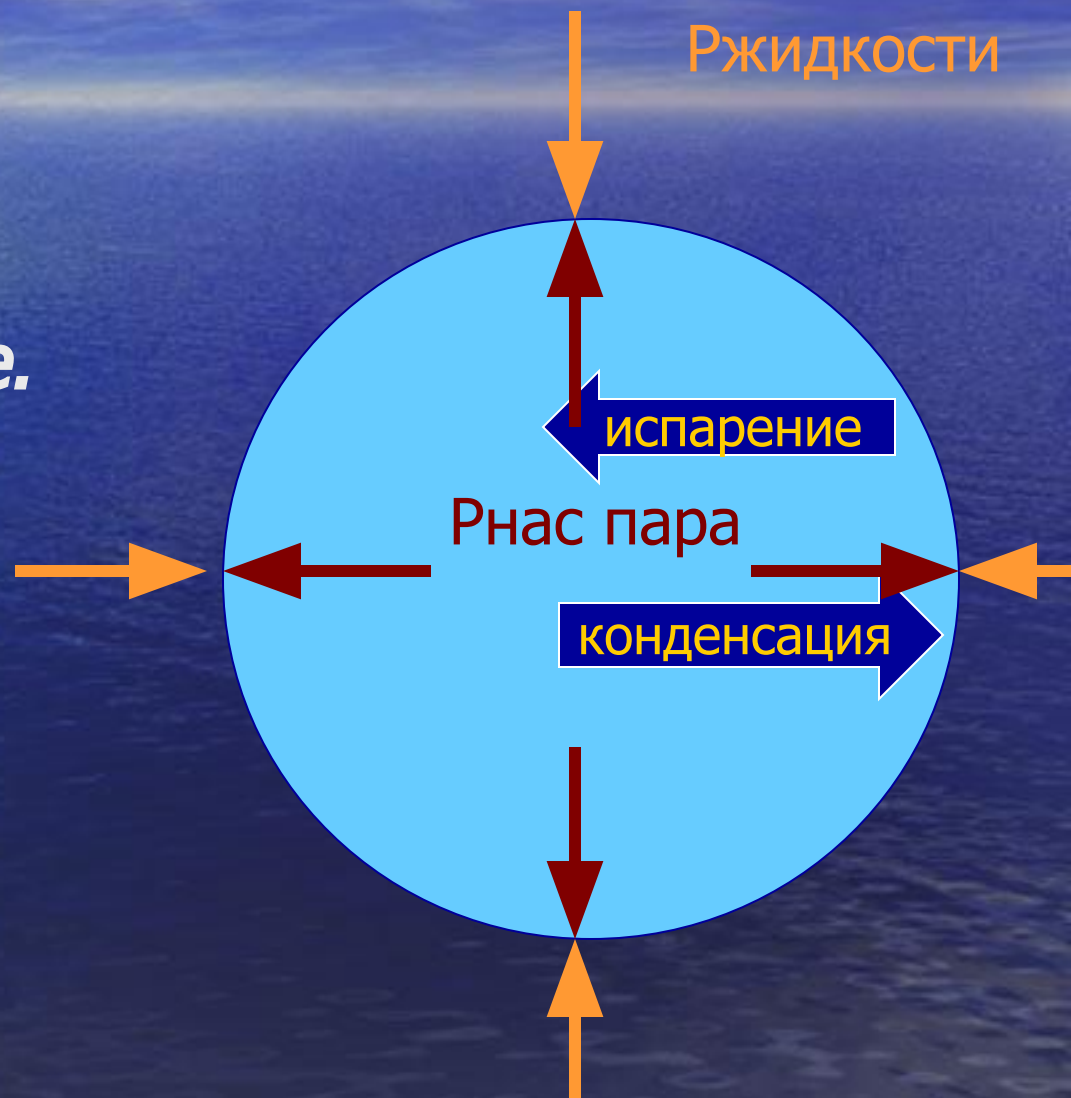 Ржидкости
е.
испарение
Рнас пара
конденсация